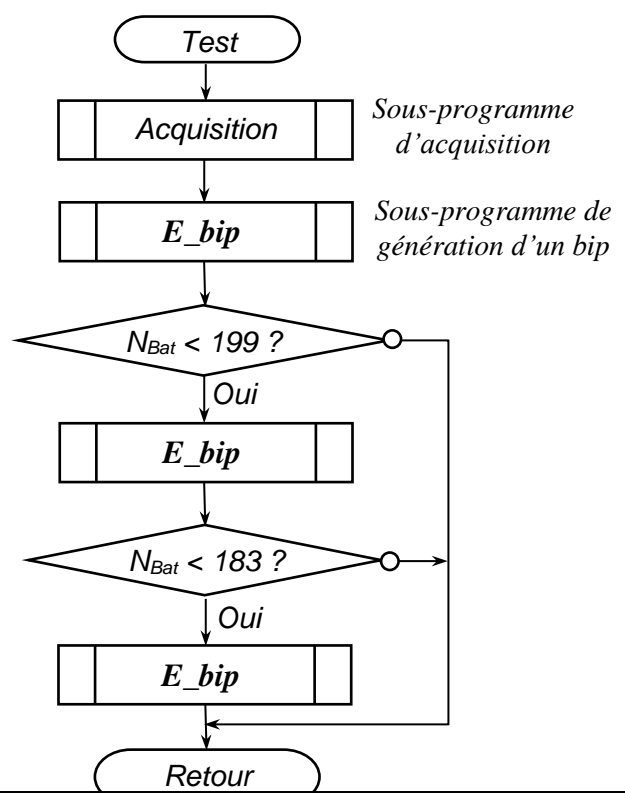 Test
Acquisition
Sous-programme
d’acquisition
E_bip
Sous-programme de
génération d’un bip
NBat < 199 ?
Oui
E_bip
NBat < 183 ?
Oui
E_bip
Retour